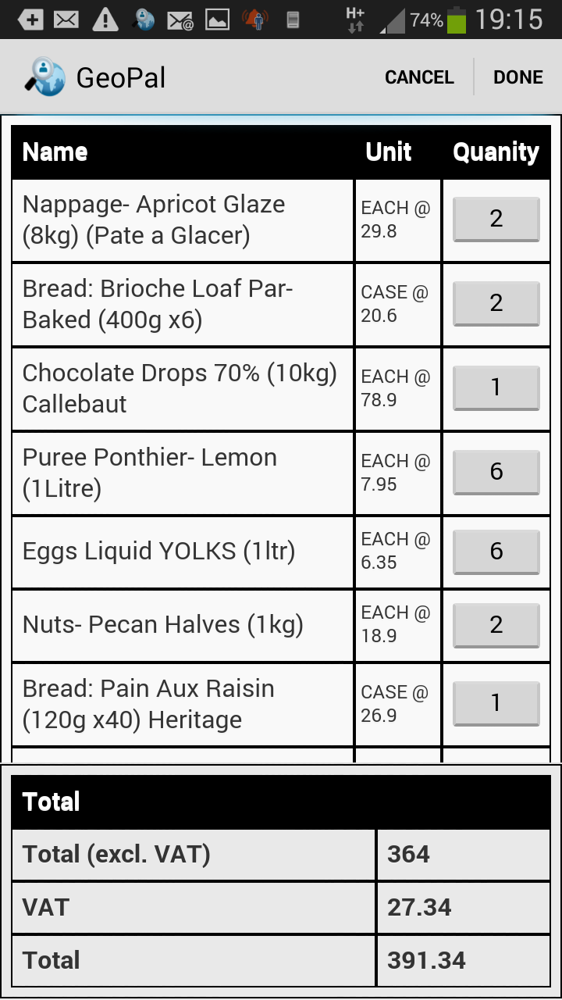 H+ 74% 19:15
GeoPal CANCEL DONE
Name Unit Quanity
Nappage- Apricot Glaze
(8kg) (Pate a Glacer)
EACH @
29.8
2
Bread: Brioche Loaf Par-
Baked (400g x6)
CASE @
20.6
2
Chocolate Drops 70% (10kg)
Callebaut
EACH @
78.9
1
Puree Ponthier- Lemon
(1Litre)
EACH @
7.95
6
Eggs Liquid YOLKS (1ltr)
EACH @
6.35
6
Nuts- Pecan Halves (1kg)
EACH @
18.9
2
Bread: Pain Aux Raisin
(120g x40) Heritage
CASE @
26.9
1
Total
Total (excl. VAT) 364
VAT 27.34
Total 391.34